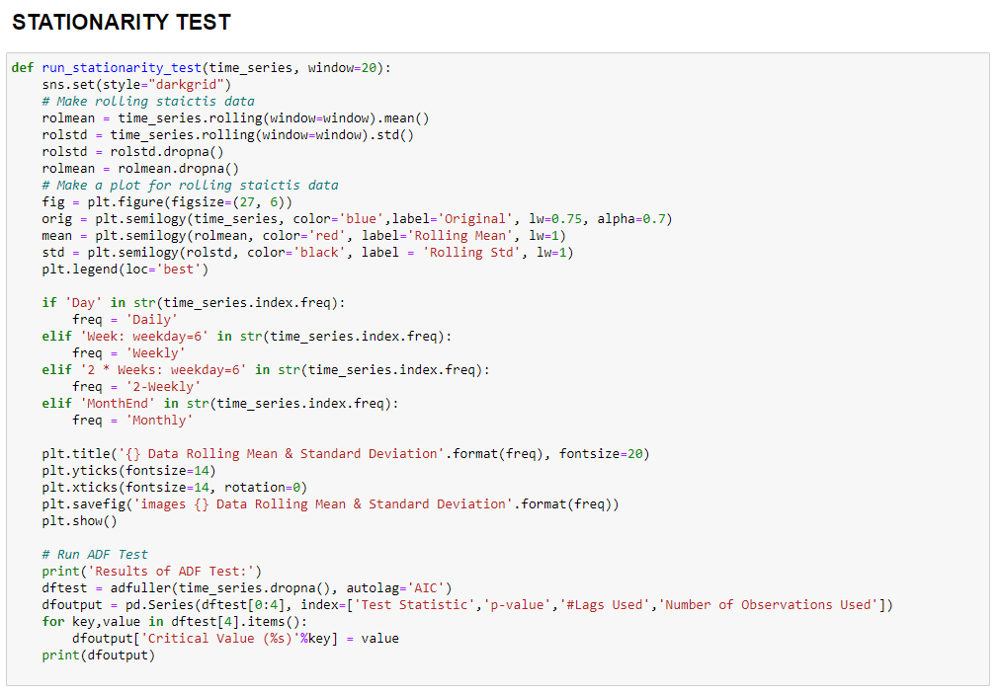 STATIONARITY TEST
def run_stationarity_test(time_series, window=20):
    sns.set(style="darkgrid")
    # Make rolling staictis data
    rolmean = time_series.rolling(window=window).mean()
    rolstd = time_series.rolling(window=window).std()
    rolstd = rolstd.dropna()
    rolmean = rolmean.dropna()
    # Make a plot for rolling staictis data
    fig = plt.figure(figsize=(27, 6))
    orig = plt.semilogy(time_series, color='blue',label='Original', lw=0.75, alpha=0.7)
    mean = plt.semilogy(rolmean, color='red', label='Rolling Mean', lw=1)
    std = plt.semilogy(rolstd, color='black', label = 'Rolling Std', lw=1)
    plt.legend(loc='best')
    if 'Day' in str(time_series.index.freq):
        freq = 'Daily'
    elif 'Week: weekday=6' in str(time_series.index.freq):
        freq = 'Weekly'
    elif '2 * Weeks: weekday=6' in str(time_series.index.freq):
        freq = '2-Weekly'
    elif 'MonthEnd' in str(time_series.index.freq):
        freq = 'Monthly'
    plt.title('{} Data Rolling Mean & Standard Deviation'.format(freq), fontsize=20)
    plt.yticks(fontsize=14)
    plt.xticks(fontsize=14, rotation=0)
    plt.savefig('images {} Data Rolling Mean & Standard Deviation'.format(freq))
    plt.show()
    # Run ADF Test
    print('Results of ADF Test:')
    dftest = adfuller(time_series.dropna(), autolag='AIC')
    dfoutput = pd.Series(dftest[0:4], index=['Test Statistic','p-value','#Lags Used','Number of Observations Used'])
    for key,value in dftest[4].items():
        dfoutput['Critical Value (%s)'%key] = value
    print(dfoutput)